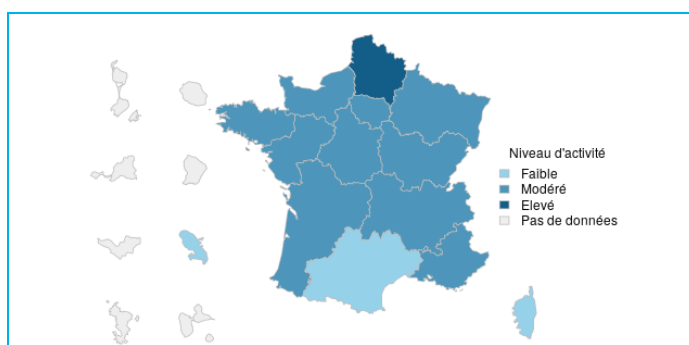 Niveau d'activité
Faible
Modéré
Elevé
Pas de données